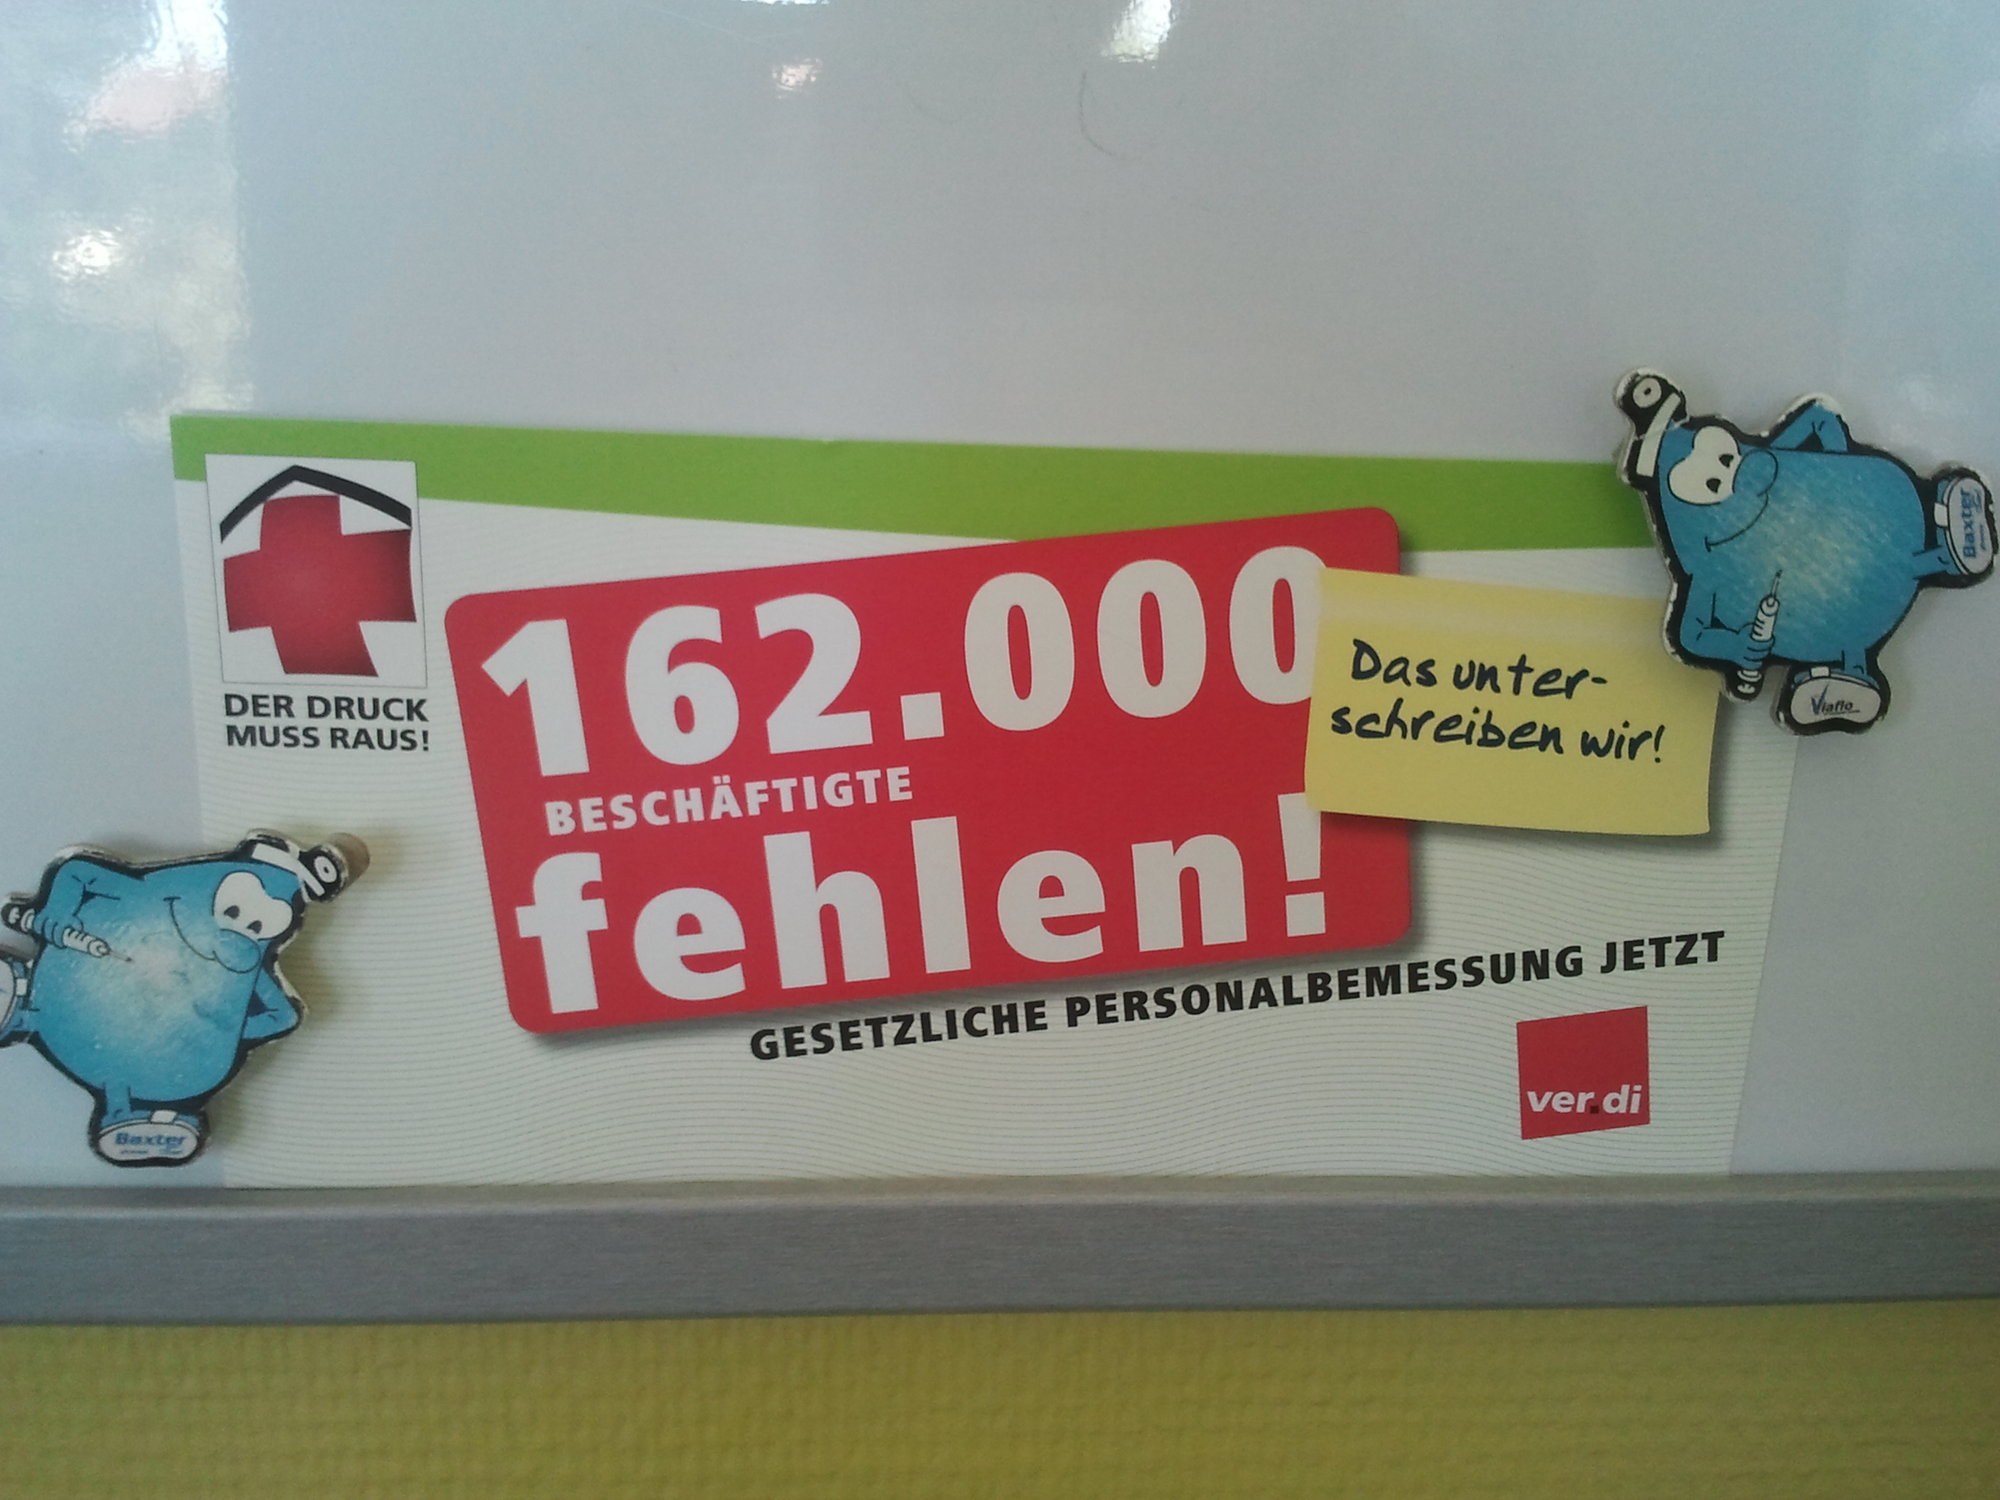 DER DRUCK
MUSS RAUS!
162.000
BESCHÄFTIGTE
fehlen!
Das unter-
schreiben wir!
GESETZLICHE PERSONALBEMESSUNG JETZT
ver.di
Baxter
Viaflo
Baxter